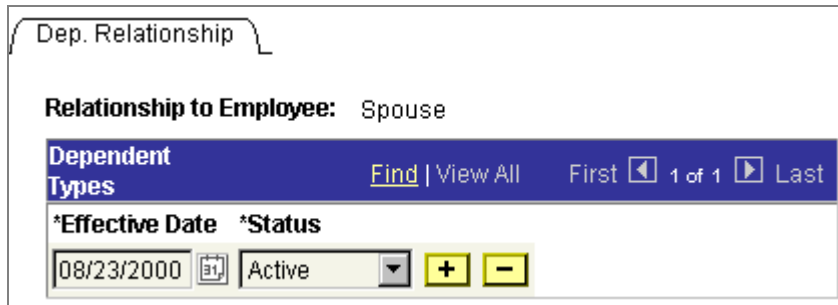 Dep. Relationship
Relationship to Employee: Spouse
Dependent
Types
Find | View All First 1 of 1 Last
*Effective Date *Status
08/23/2000 31 Active + −